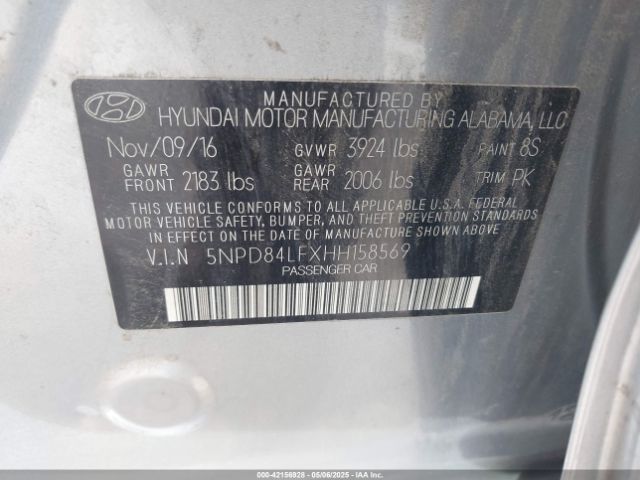 MANUFACTURED BY
HYUNDAI MOTOR MANUFACTURING ALABAMA, LLC
Nov/09/16 GVWR 3924 lbs PAINT 8S
GAWR FRONT 2183 lbs GAWR REAR 2006 lbs TRIM PK
THIS VEHICLE CONFORMS TO ALL APPLICABLE U.S.A. FEDERAL
MOTOR VEHICLE SAFETY, BUMPER, AND THEFT PREVENTION STANDARDS
IN EFFECT ON THE DATE OF MANUFACTURE SHOWN ABOVE.
V.I.N 5NPD84LFXHH158569
PASSENGER CAR
000-42156928 - 05/06/2025 - IAAI.COM